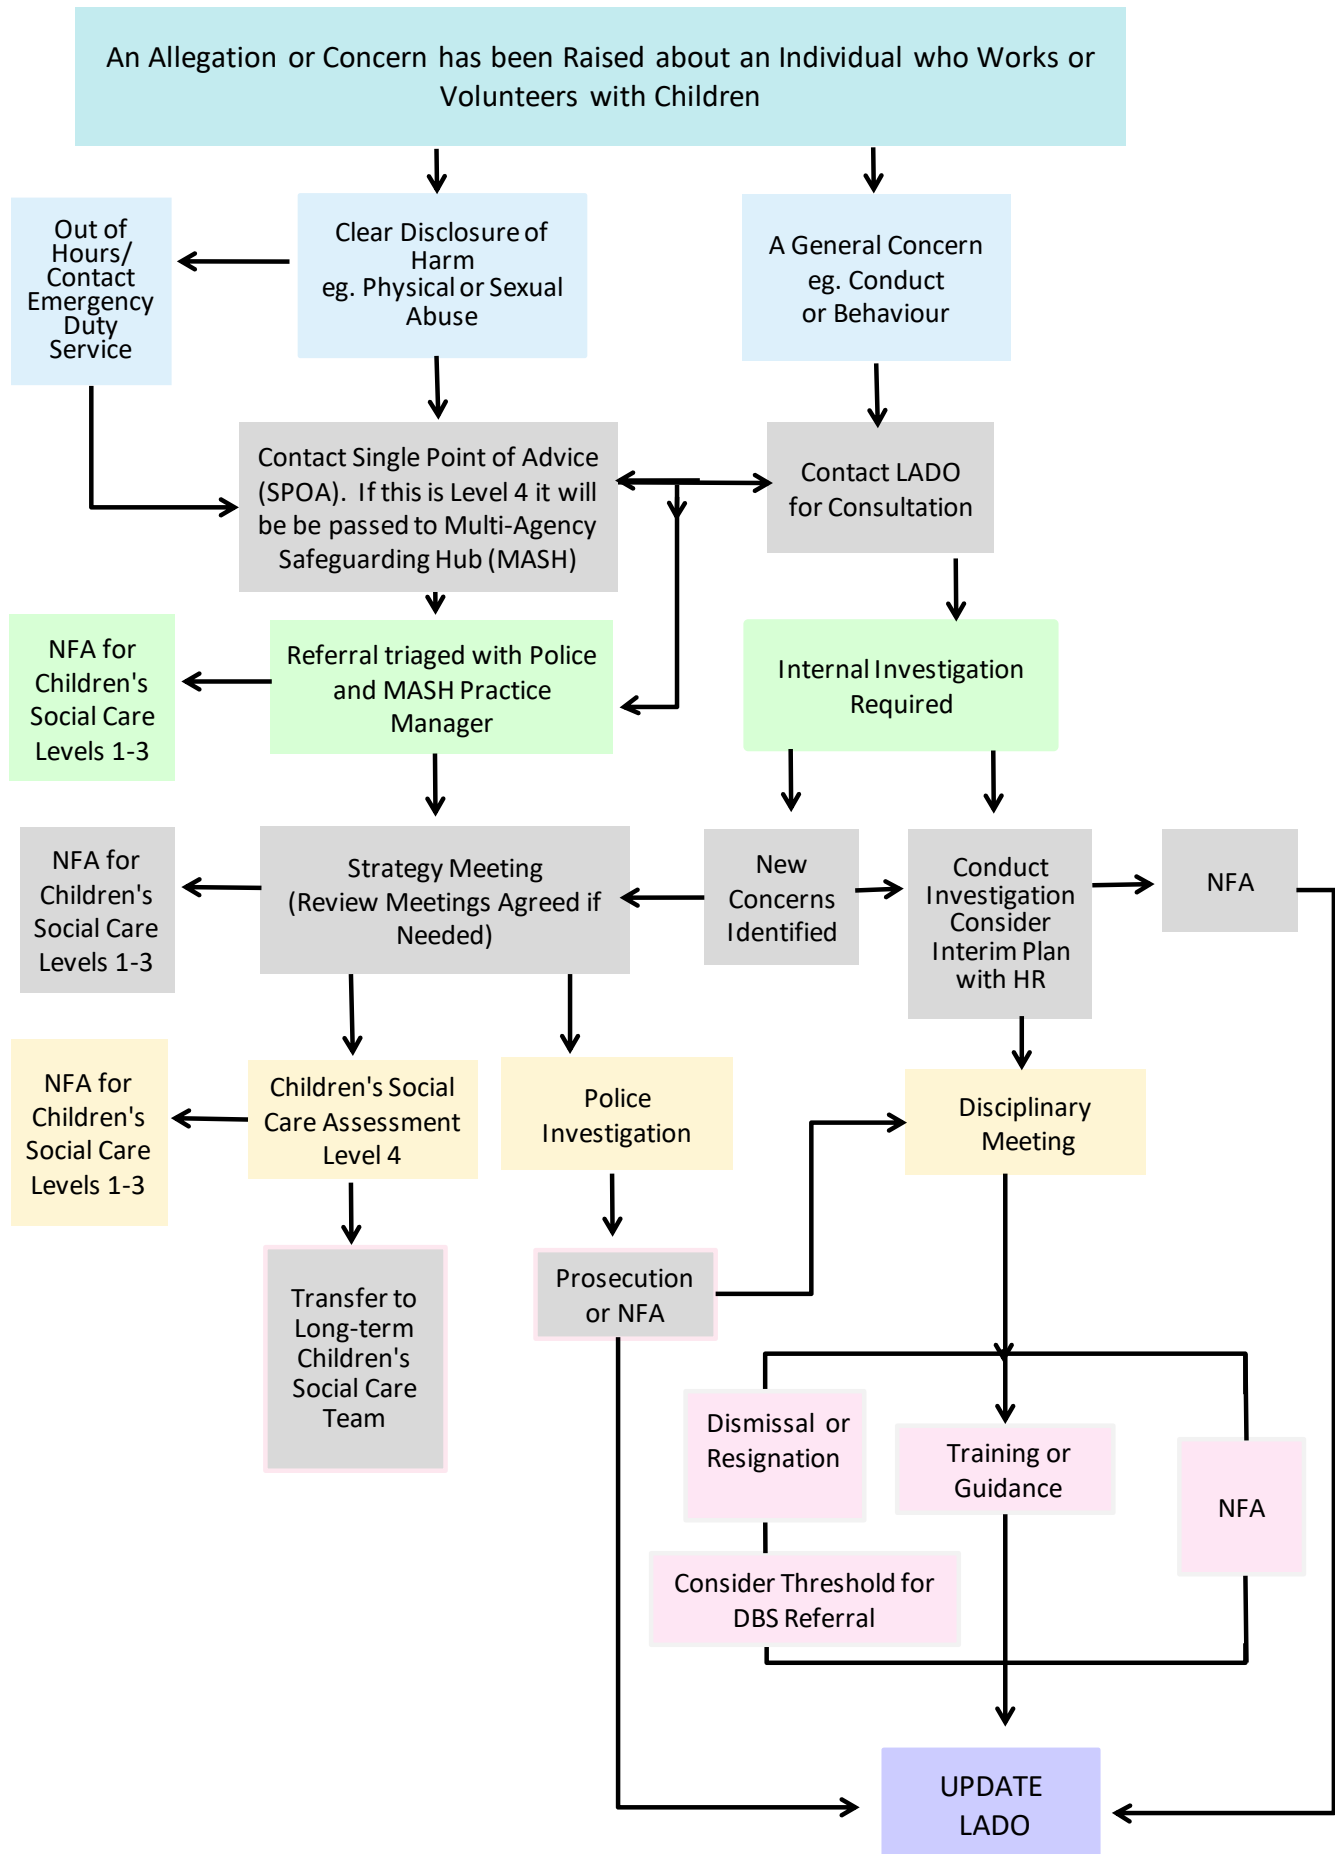 An Allegation or Concern has been Raised about an Individual who Works or
Volunteers with Children
Out of
Hours/
Contact
Emergency
Duty
Service
Clear Disclosure of
Harm
eg. Physical or Sexual
Abuse
A General Concern
eg. Conduct
or Behaviour
Contact Single Point of Advice
(SPOA). If this is Level 4 it will
be be passed to Multi-Agency
Safeguarding Hub (MASH)
Contact LADO
for Consultation
NFA for
Children's
Social Care
Levels 1-3
Referral triaged with Police
and MASH Practice
Manager
Internal Investigation
Required
NFA for
Children's
Social Care
Levels 1-3
Strategy Meeting
(Review Meetings Agreed if
Needed)
New
Concerns
Identified
Conduct
Investigation
Consider
Interim Plan
with HR
NFA
NFA for
Children's
Social Care
Levels 1-3
Children's Social
Care Assessment
Level 4
Police
Investigation
Disciplinary
Meeting
Transfer to
Long-term
Children's
Social Care
Team
Prosecution
or NFA
Dismissal or
Resignation
Training or
Guidance
NFA
Consider Threshold for
DBS Referral
UPDATE
LADO